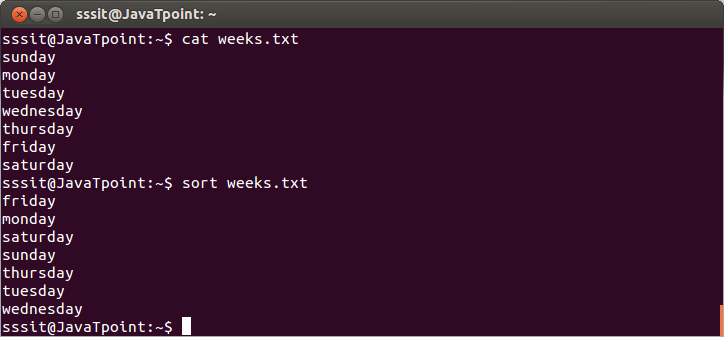 sssit@JavaTpoint: ~
sssit@JavaTpoint:~$ cat weeks.txt
sunday
monday
tuesday
wednesday
thursday
friday
saturday
sssit@JavaTpoint:~$ sort weeks.txt
friday
monday
saturday
sunday
thursday
tuesday
wednesday
sssit@JavaTpoint:~$